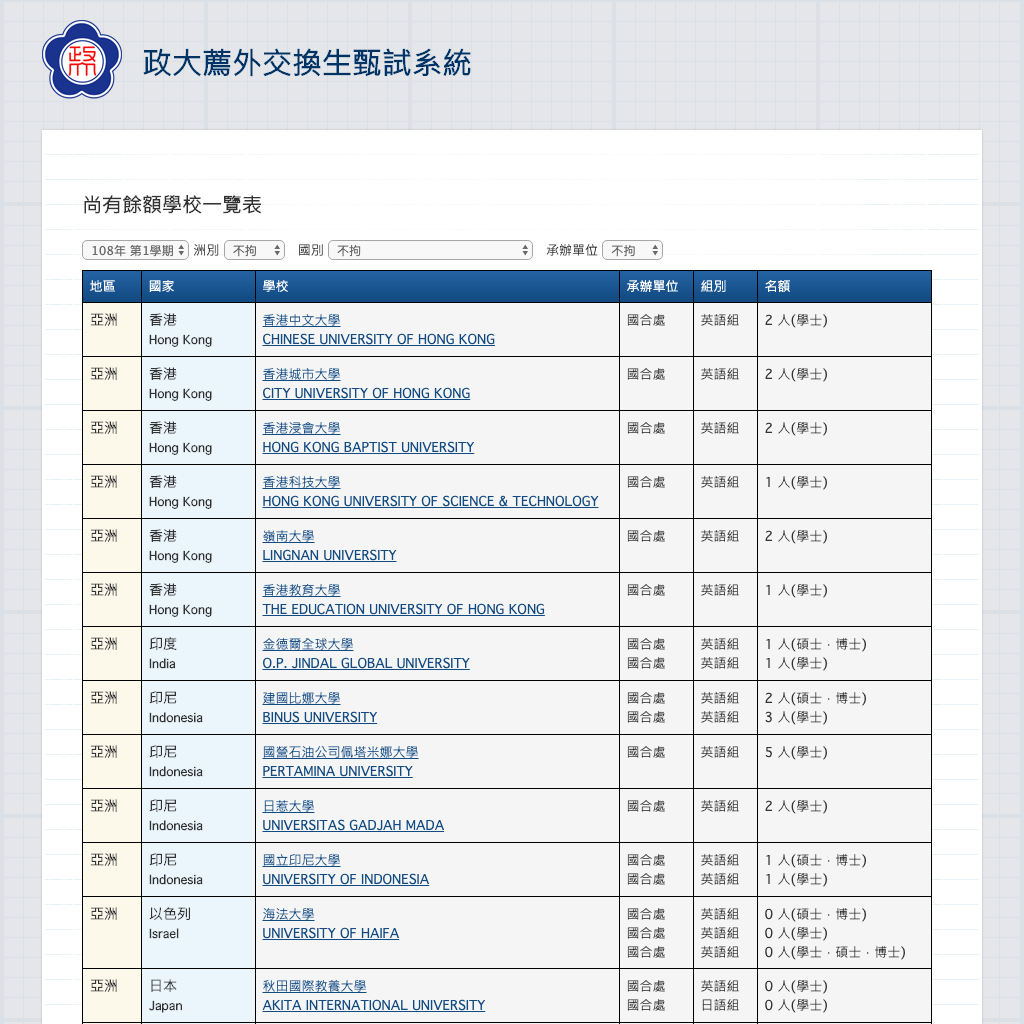 政
政大薦外交換生甄試系統
尚有餘額學校一覽表
108年 第1學期 洲別 不拘 國別 不拘 承辦單位 不拘
地區 國家 學校 承辦單位 組別 名額
亞洲 香港 香港中文大學 國合處 英語組 2 人(學士)
Hong Kong CHINESE UNIVERSITY OF HONG KONG
亞洲 香港 香港城市大學 國合處 英語組 2 人(學士)
Hong Kong CITY UNIVERSITY OF HONG KONG
亞洲 香港 香港浸會大學 國合處 英語組 2 人(學士)
Hong Kong HONG KONG BAPTIST UNIVERSITY
亞洲 香港 香港科技大學 國合處 英語組 1 人(學士)
Hong Kong HONG KONG UNIVERSITY OF SCIENCE & TECHNOLOGY
亞洲 香港 嶺南大學 國合處 英語組 2 人(學士)
Hong Kong LINGNAN UNIVERSITY
亞洲 香港 香港教育大學 國合處 英語組 1 人(學士)
Hong Kong THE EDUCATION UNIVERSITY OF HONG KONG
亞洲 印度 金德爾全球大學 國合處 英語組 1 人(碩士 · 博士)
India O.P. JINDAL GLOBAL UNIVERSITY 國合處 英語組 1 人(學士)
亞洲 印尼 建國比娜大學 國合處 英語組 2 人(碩士 · 博士)
Indonesia BINUS UNIVERSITY 國合處 英語組 3 人(學士)
亞洲 印尼 國營石油公司佩塔米娜大學 國合處 英語組 5 人(學士)
Indonesia PERTAMINA UNIVERSITY
亞洲 印尼 日惹大學 國合處 英語組 2 人(學士)
Indonesia UNIVERSITAS GADJAH MADA
亞洲 印尼 國立印尼大學 國合處 英語組 1 人(碩士 · 博士)
Indonesia UNIVERSITY OF INDONESIA 國合處 英語組 1 人(學士)
亞洲 以色列 海法大學 國合處 英語組 0 人(碩士 · 博士)
Israel UNIVERSITY OF HAIFA 國合處 英語組 0 人(學士)
國合處 英語組 0 人(學士 · 碩士 · 博士)
亞洲 日本 秋田國際教養大學 國合處 英語組 0 人(學士)
Japan AKITA INTERNATIONAL UNIVERSITY 國合處 日語組 0 人(學士)